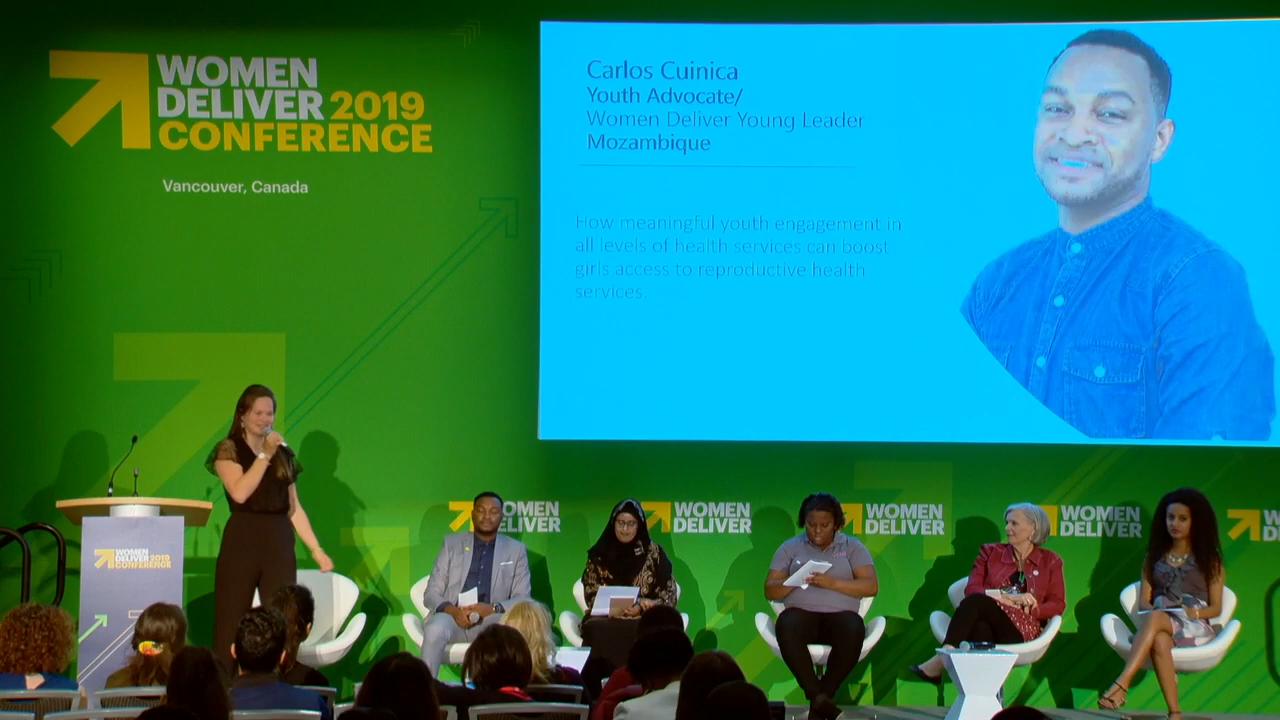 WOMEN
DELIVER 2019
CONFERENCE
Vancouver, Canada
Carlos Cuinica
Youth Advocate/
Women Deliver Young Leader
Mozambique
How meaningful youth engagement in
all levels of health services can boost
girls access to reproductive health
services.
WOMEN
DELIVER
WOMEN
DELIVER
WOMEN
DELIVER
WOMEN
DELIVER
WOMEN
DELIVER 2019
CONFERENCE